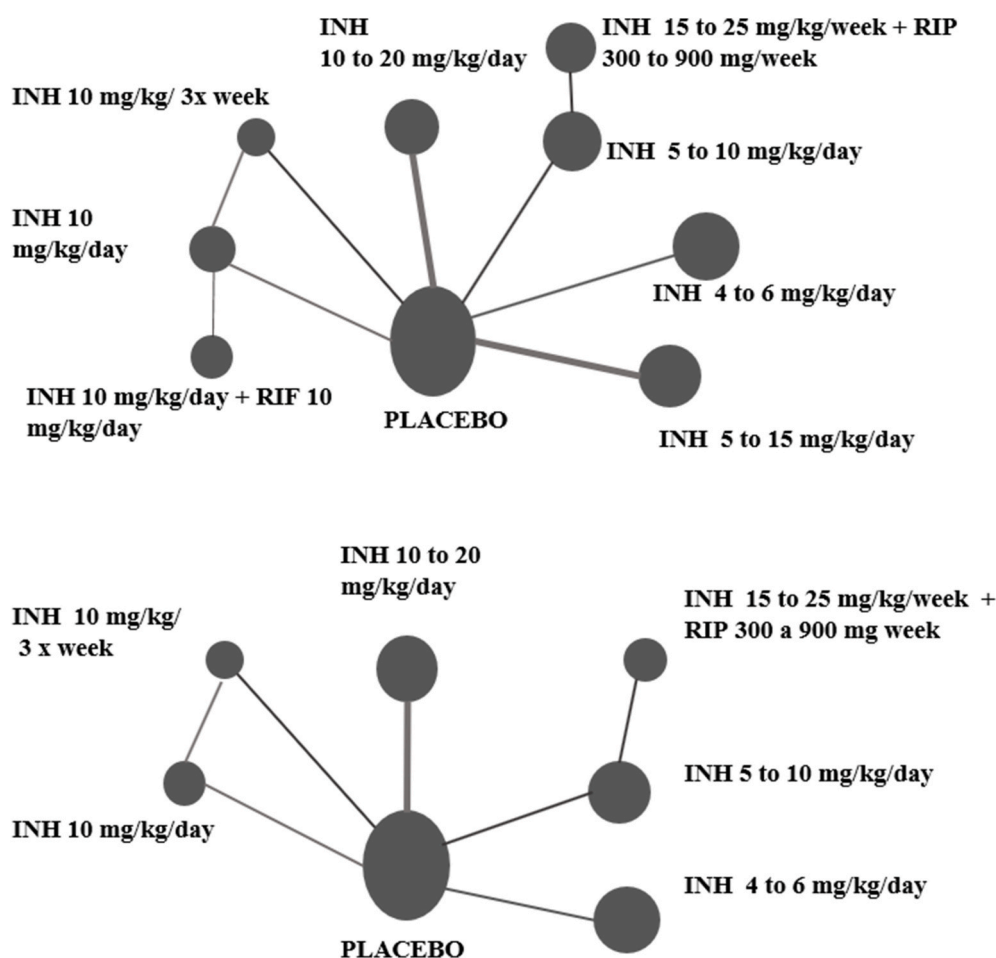 INH
10 to 20 mg/kg/day
INH 15 to 25 mg/kg/week + RIP
300 to 900 mg/week
INH 10 mg/kg/ 3x week
INH 5 to 10 mg/kg/day
INH 10
mg/kg/day
INH 4 to 6 mg/kg/day
INH 10 mg/kg/day + RIF 10
mg/kg/day
PLACEBO
INH 5 to 15 mg/kg/day
INH 10 to 20
mg/kg/day
INH 10 mg/kg/
3 x week
INH 15 to 25 mg/kg/week +
RIP 300 a 900 mg week
INH 5 to 10 mg/kg/day
INH 10 mg/kg/day
INH 4 to 6 mg/kg/day
PLACEBO